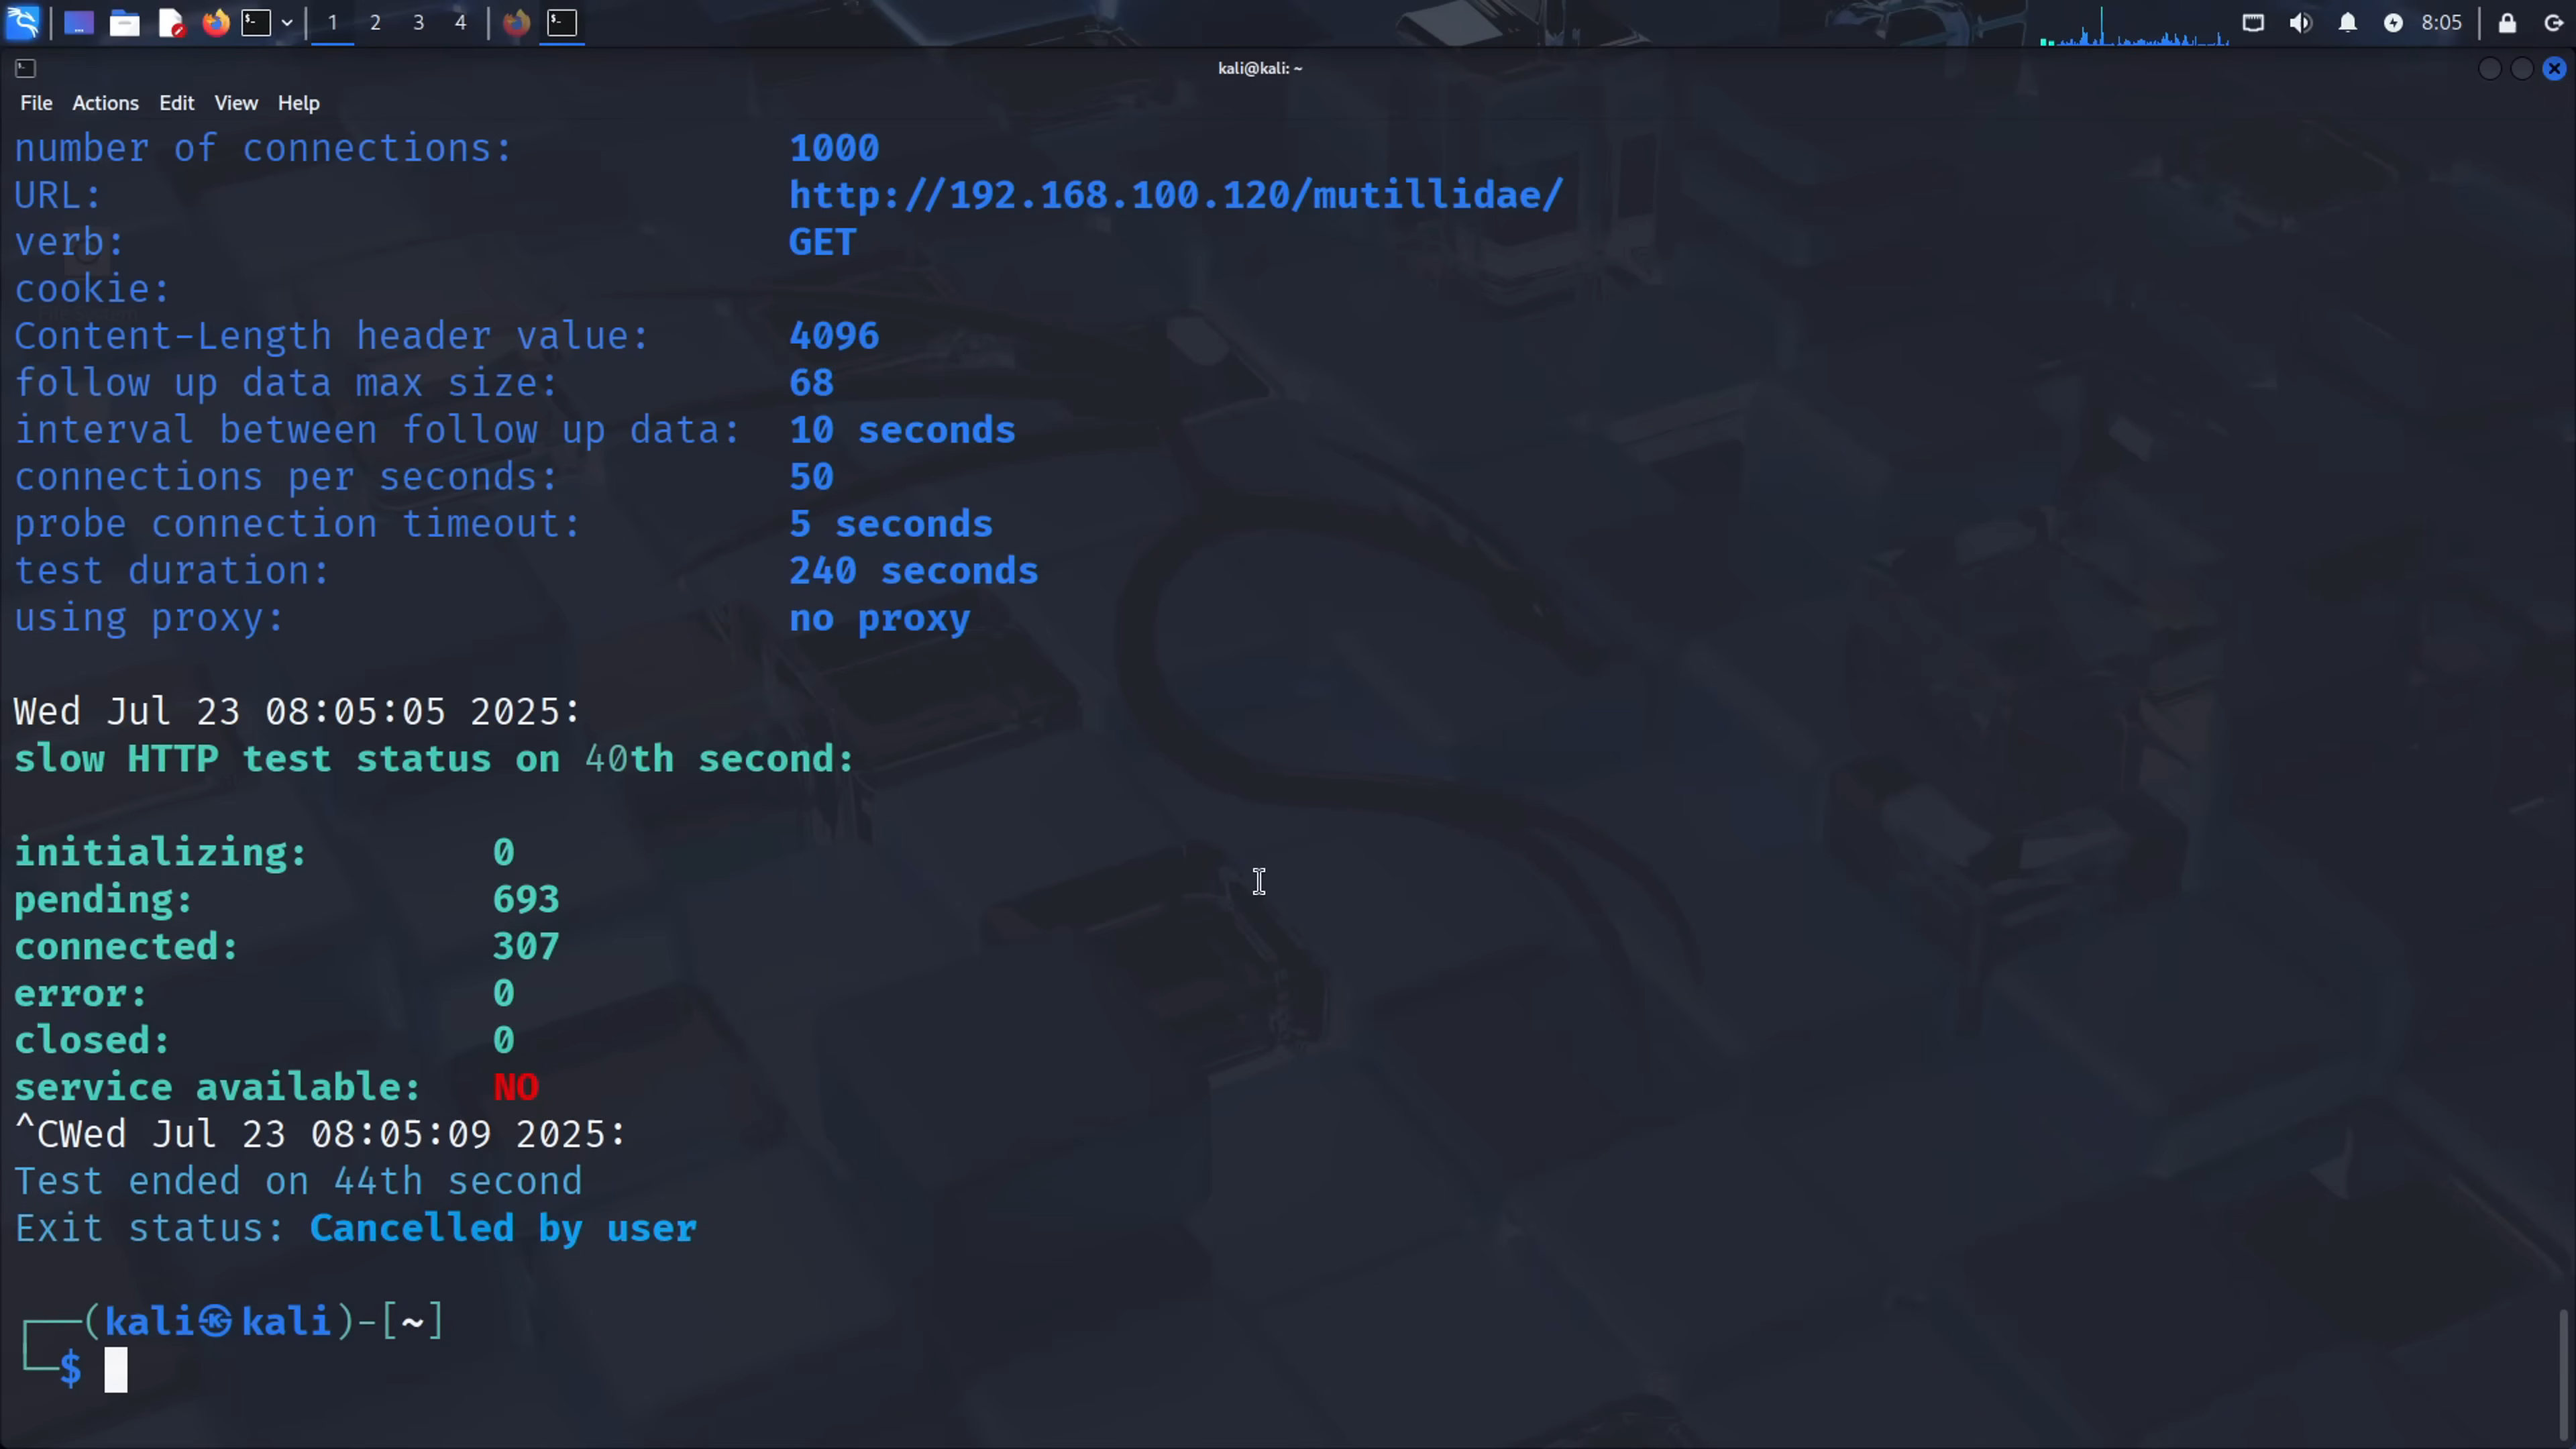 1 2 3 4 8:05
kali@kali: ~
File Actions Edit View Help
number of connections: 1000
URL: http://192.168.100.120/mutillidae/
verb: GET
cookie:
Content-Length header value: 4096
follow up data max size: 68
interval between follow up data: 10 seconds
connections per seconds: 50
probe connection timeout: 5 seconds
test duration: 240 seconds
using proxy: no proxy
Wed Jul 23 08:05:05 2025:
slow HTTP test status on 40th second:
initializing: 0
pending: 693
connected: 307
error: 0
closed: 0
service available: NO
^CWed Jul 23 08:05:09 2025:
Test ended on 44th second
Exit status: Cancelled by user
┌──(kali㉿kali)-[~]
└─$